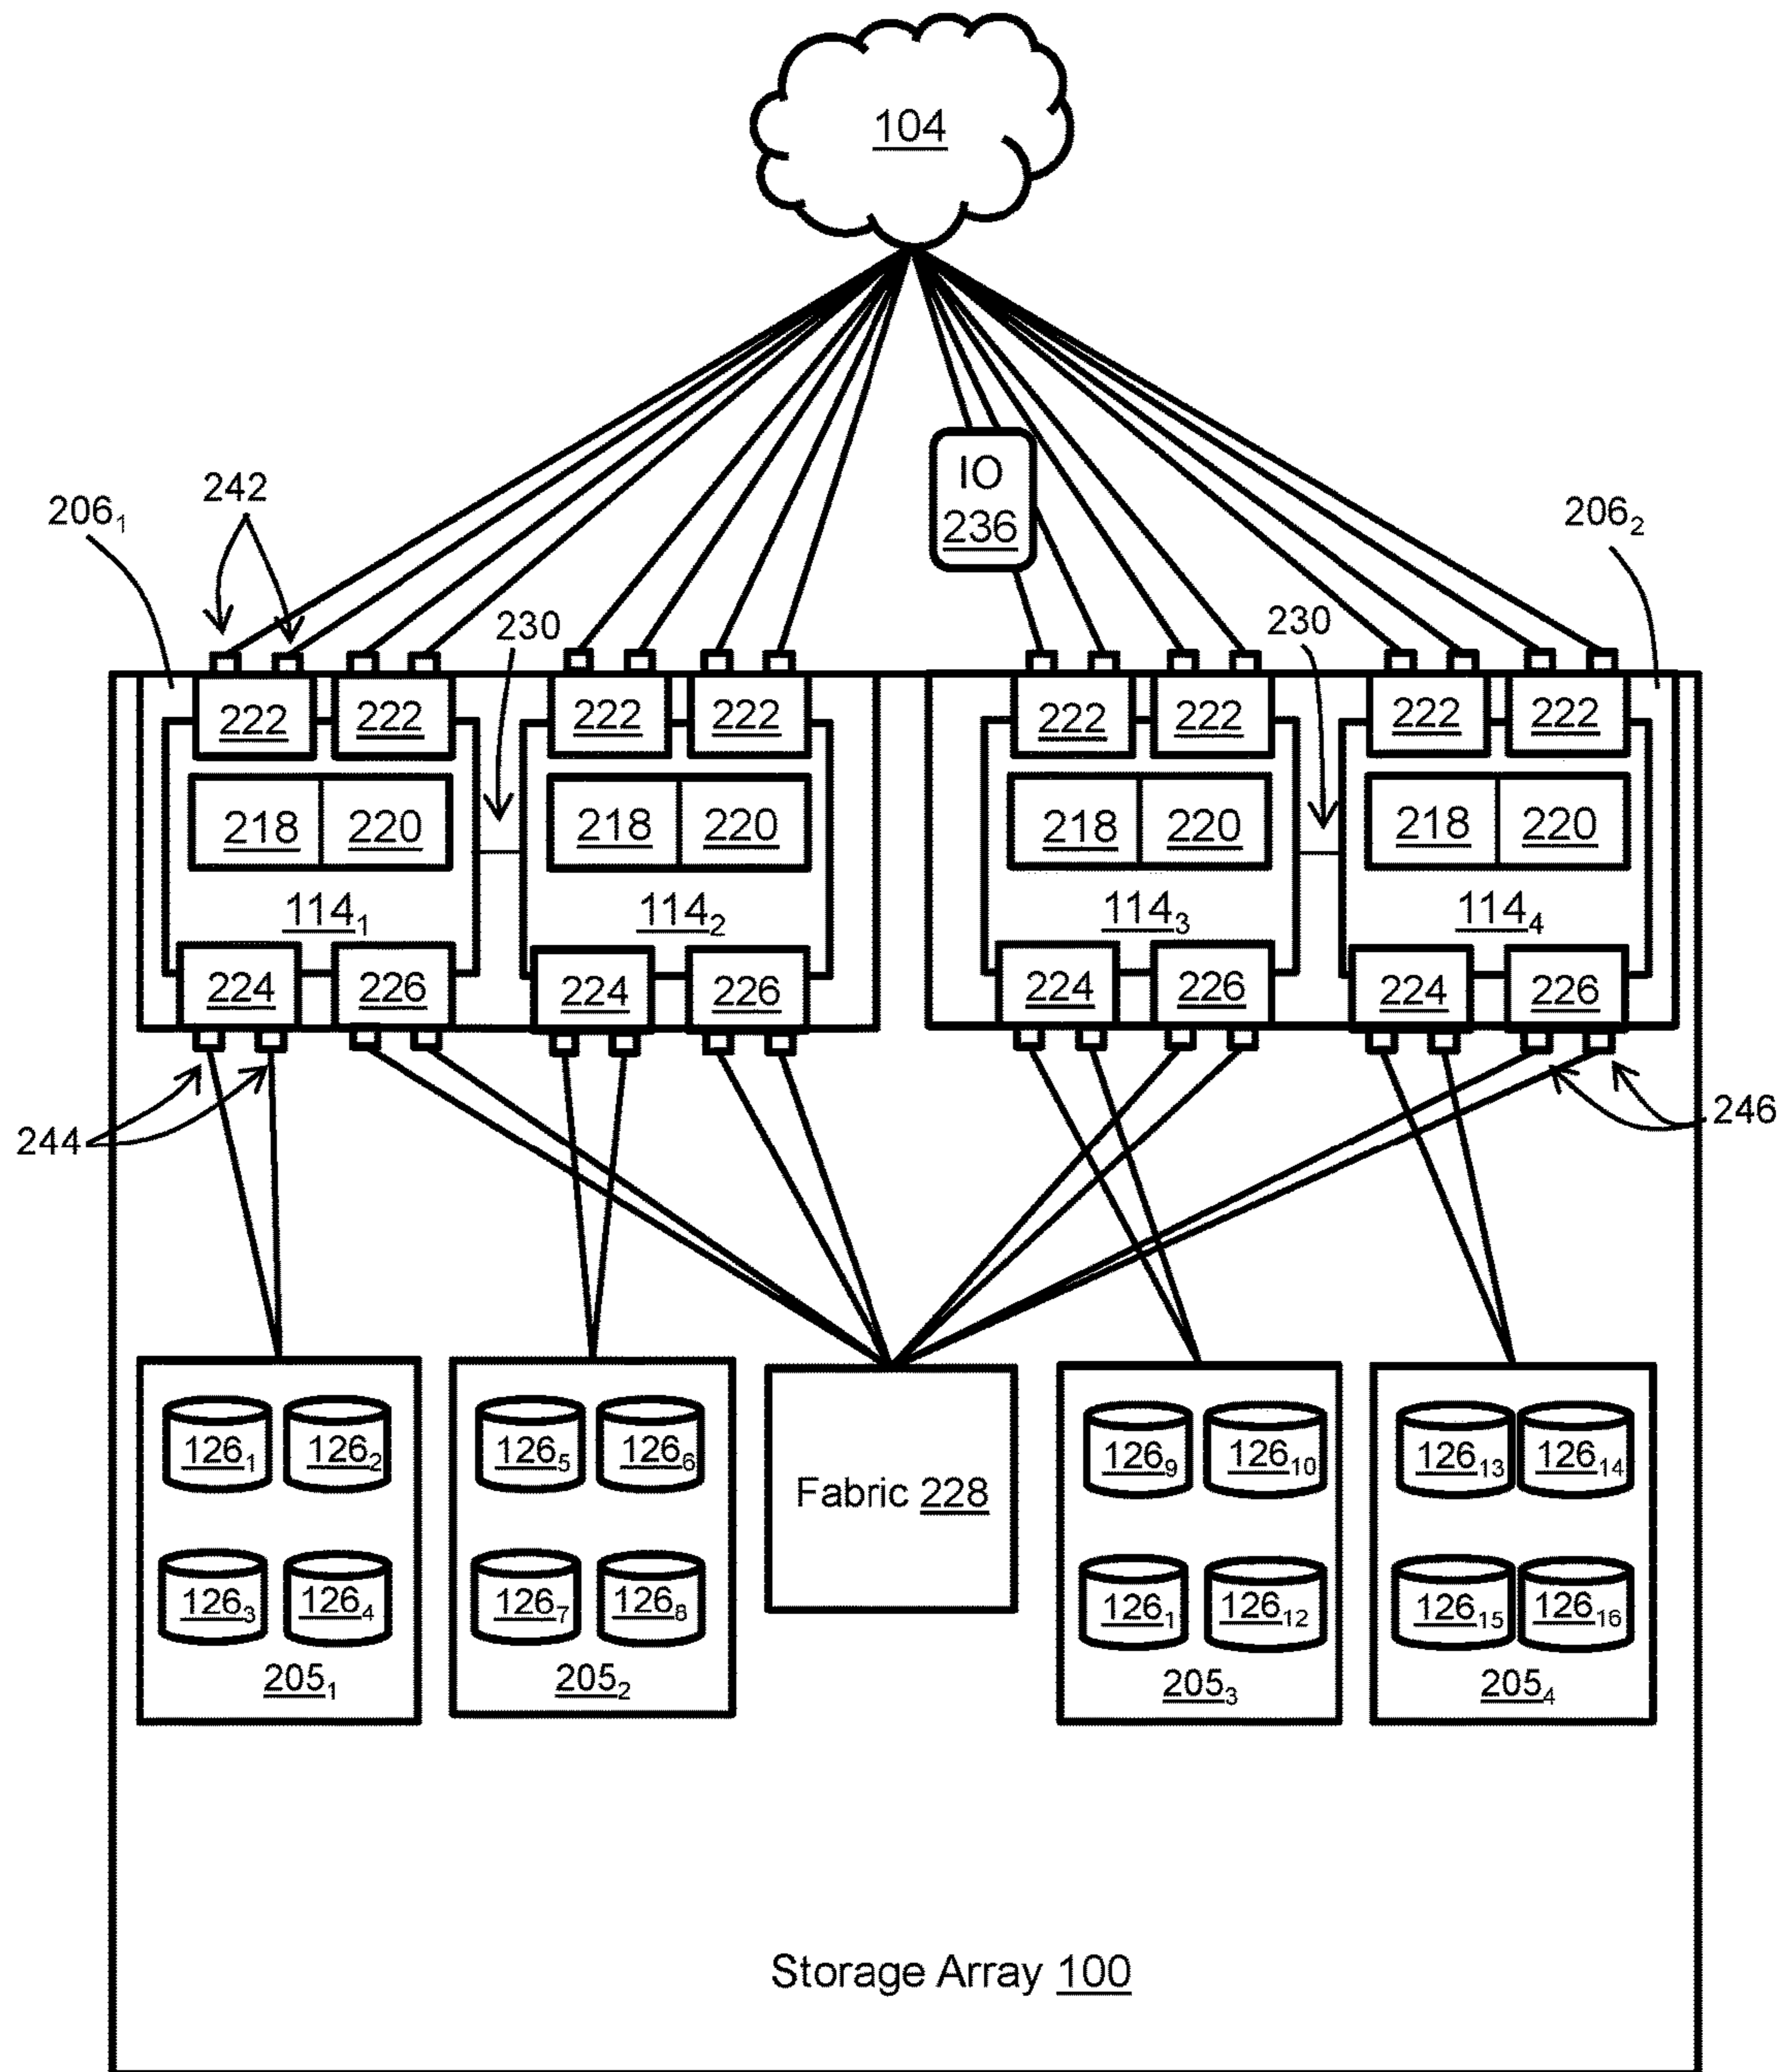 104
IO
236
242
206₁
206₂
230
230
222 222 222 222 222 222 222 222
218 220 218 220 218 220 218 220
114₁ 114₂ 114₃ 114₄
224 226 224 226 224 226 224 226
244
246
126₁ 126₂ 126₅ 126₆ 126₉ 126₁₀ 126₁₃ 126₁₄
Fabric 228
126₃ 126₄ 126₇ 126₈ 126₁ 126₁₂ 126₁₅ 126₁₆
205₁ 205₂ 205₃ 205₄
Storage Array 100